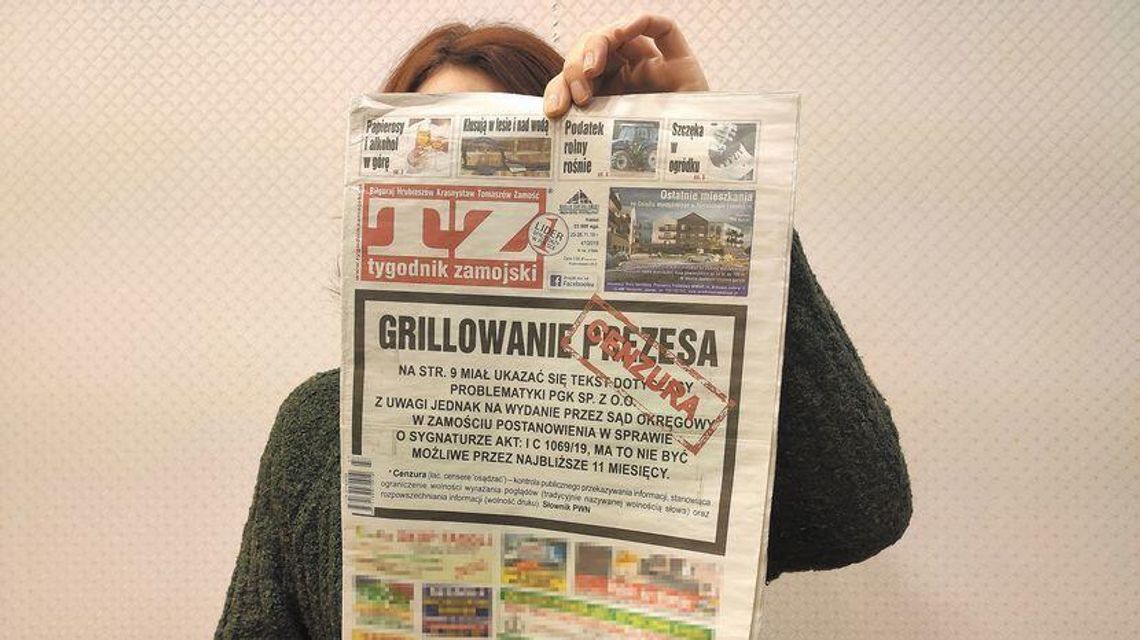 Papierosy
i alkohol
w górę
Kłusują w lesie i nad wodą
Podatek
rolny
rośnie
Szczęka
w
ogródku
Biłgoraj Hrubieszów Krasnystaw Tomaszów Zamość
TZ
tygodnik zamojski
LIDER
1
Facebooku
Ostatnie mieszkania
GRILLOWANIE PREZESA
CENZURA
NA STR. 9 MIAŁ UKAZAĆ SIĘ TEKST
PROBLEMATYKI PGK SP. Z O.O.
Z UWAGI JEDNAK NA WYDANIE PRZEZ SĄD OKRĘGOWY
W ZAMOŚCIU POSTANOWIENIA W SPRAWIE
O SYGNATURZE AKT: I C 1069/19, MA TO NIE BYĆ
MOŻLIWE PRZEZ NAJBLIŻSZE 11 MIESIĘCY.
* Cenzura (łac. censere 'osądzać') – kontrola publicznego przekazywania informacji, stanowiąca
ograniczenie wolności wyrażania poglądów (tradycyjnie nazywanej wolnością słowa) oraz
rozpowszechniania informacji (wolność druku). Słownik PWN